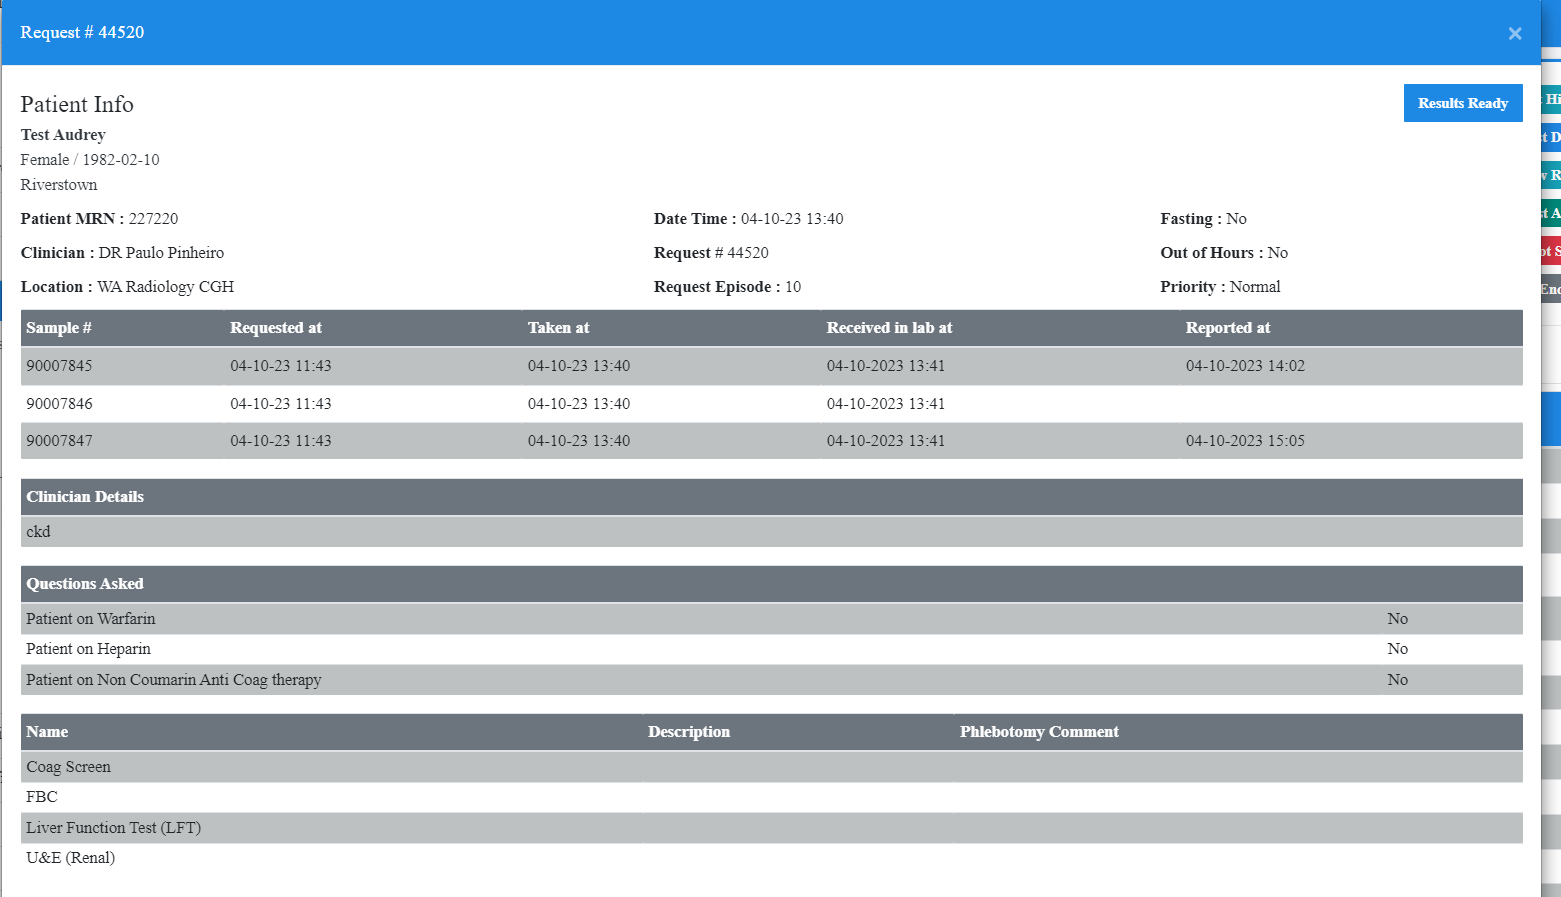 Request # 44520
×
Patient Info
Results Ready
Test Audrey
Female / 1982-02-10
Riverstown
Patient MRN : 227220 Date Time : 04-10-23 13:40 Fasting : No
Clinician : DR Paulo Pinheiro Request # 44520 Out of Hours : No
Location : WA Radiology CGH Request Episode : 10 Priority : Normal
Sample # Requested at Taken at Received in lab at Reported at
90007845 04-10-23 11:43 04-10-23 13:40 04-10-2023 13:41 04-10-2023 14:02
90007846 04-10-23 11:43 04-10-23 13:40 04-10-2023 13:41
90007847 04-10-23 11:43 04-10-23 13:40 04-10-2023 13:41 04-10-2023 15:05
Clinician Details
ckd
Questions Asked
Patient on Warfarin No
Patient on Heparin No
Patient on Non Coumarin Anti Coag therapy No
Name Description Phlebotomy Comment
Coag Screen
FBC
Liver Function Test (LFT)
U&E (Renal)